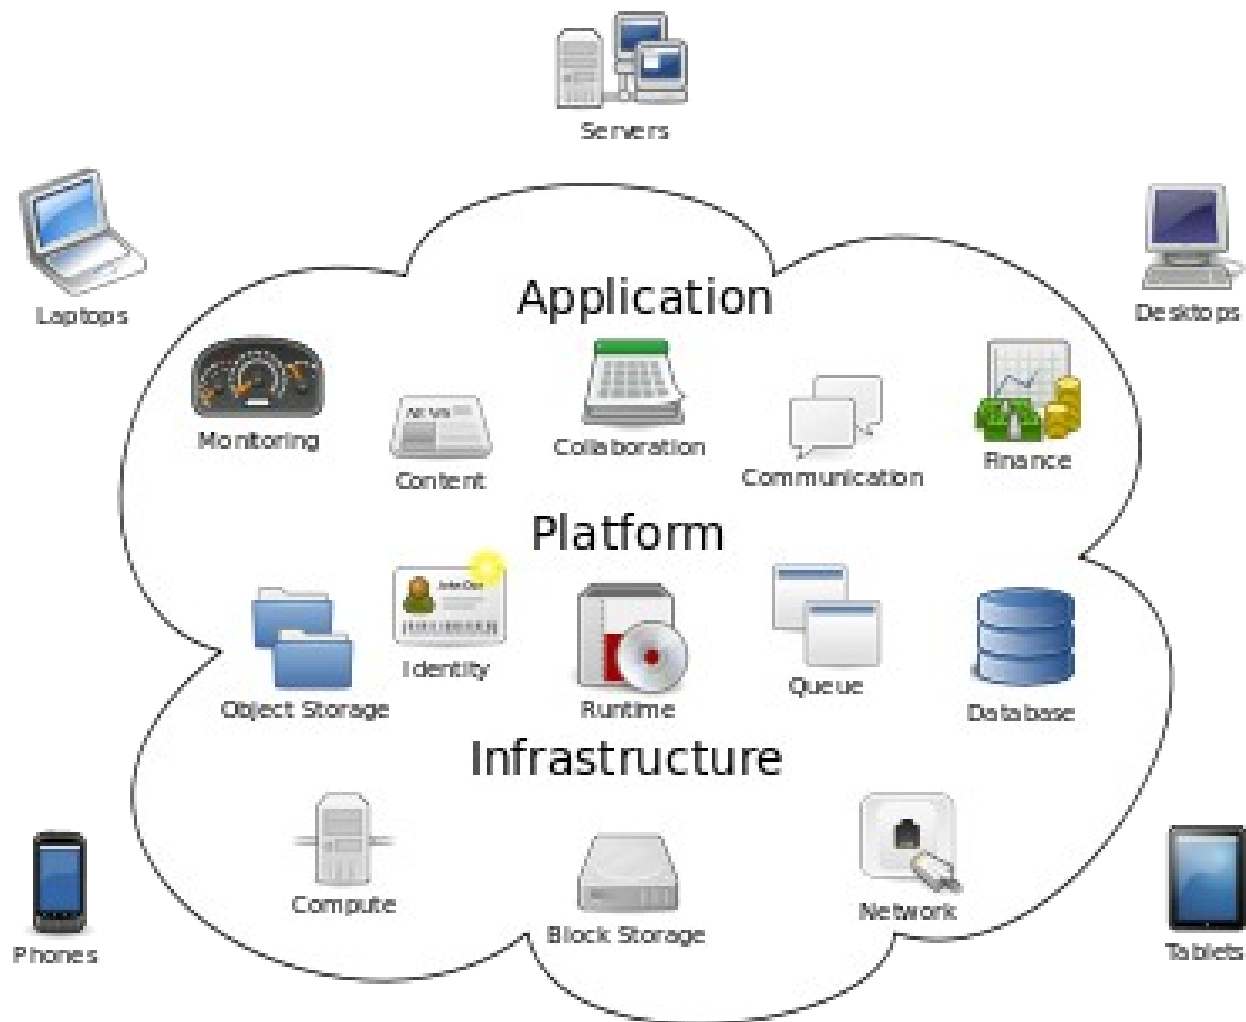 Servers
Laptops
Desktops
Application
Monitoring
Content
Collaboration
Communication
Finance
Platform
Object Storage
Identity
Runtime
Queue
Database
Infrastructure
Compute
Block Storage
Network
Phones
Tablets